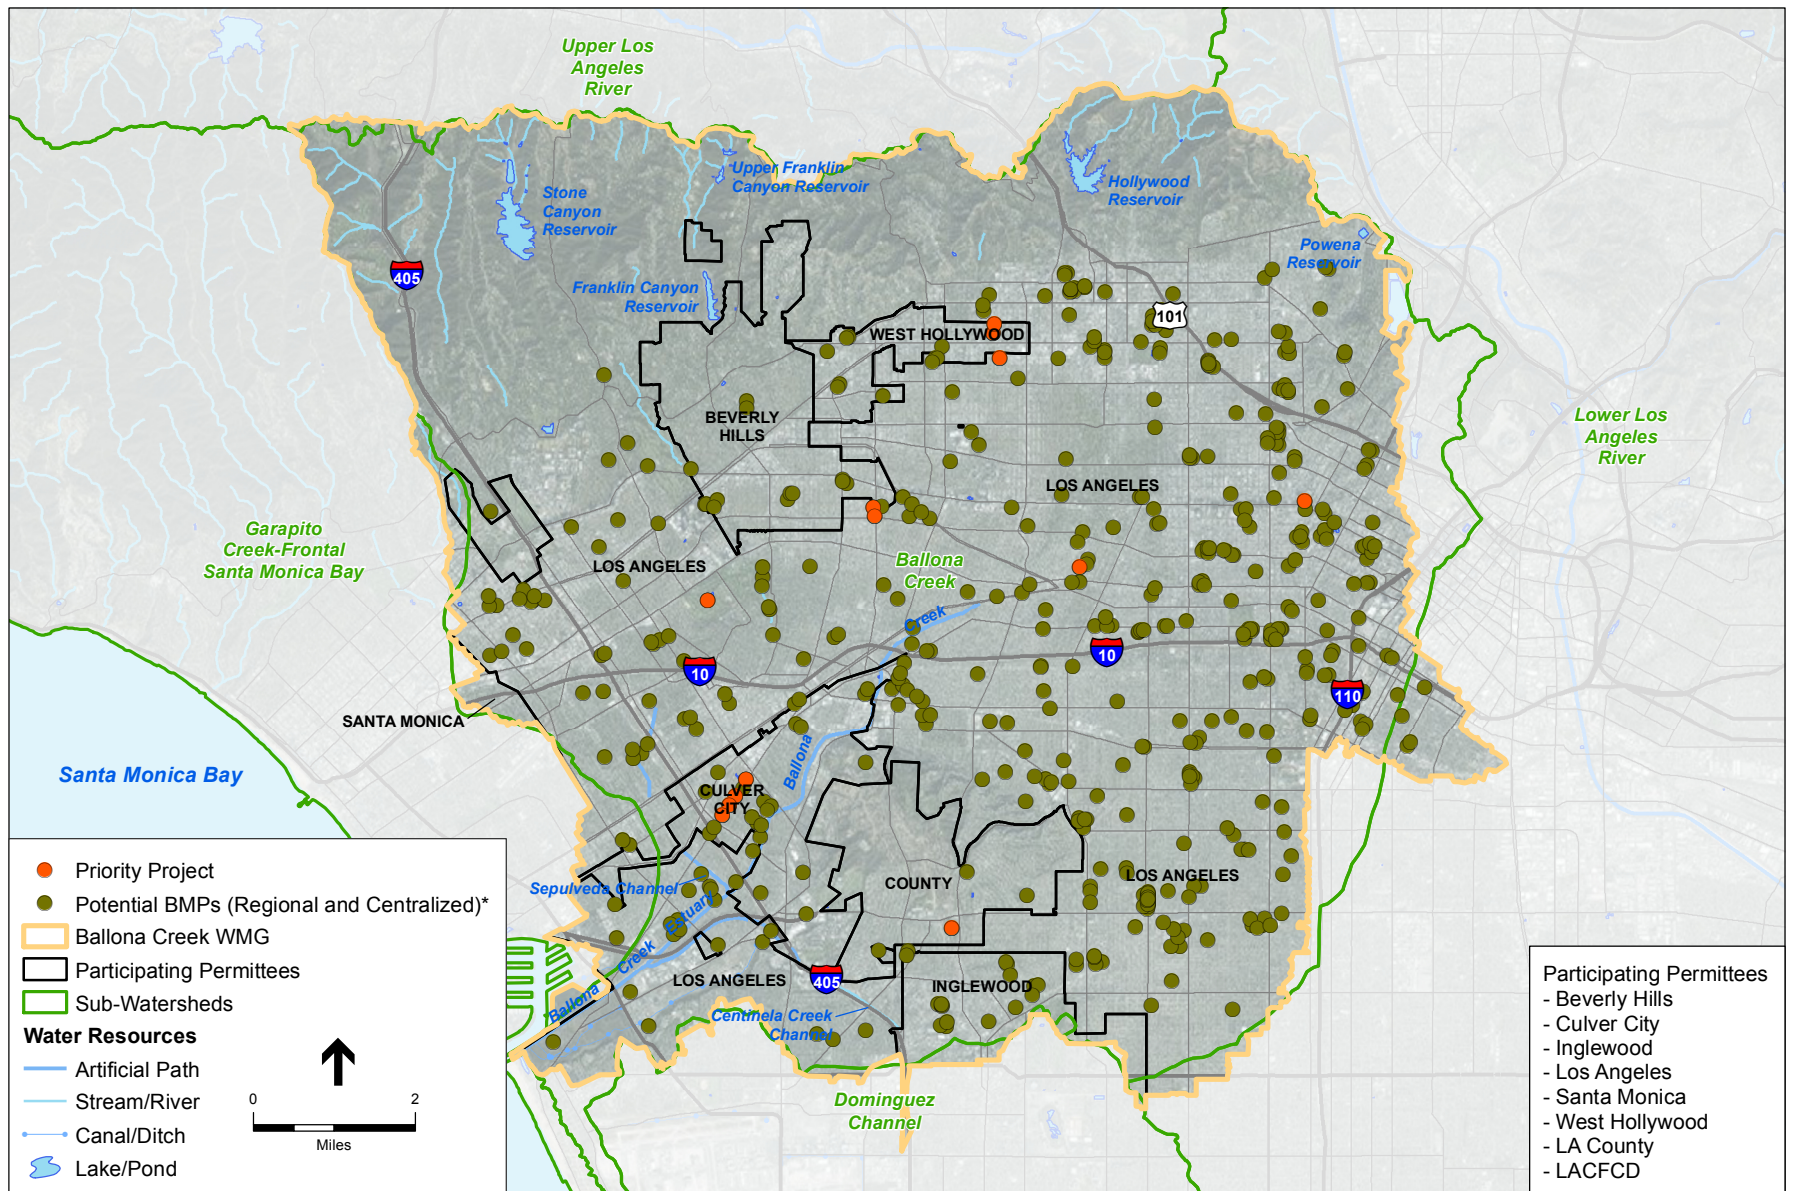 Upper Los
Angeles
River
Upper Franklin
Canyon Reservoir
Stone
Canyon
Reservoir
Hollywood
Reservoir
Powena
Reservoir
405
Franklin Canyon
Reservoir
101
WEST HOLLYWOOD
BEVERLY
HILLS
Lower Los
Angeles
River
LOS ANGELES
Garapito
Creek-Frontal
Santa Monica Bay
LOS ANGELES
Ballona
Creek
Creek
10
10
110
SANTA MONICA
Ballona
Santa Monica Bay
CULVER
CITY
COUNTY
LOS ANGELES
Sepulveda Channel
Estuary
Creek
Ballona
LOS ANGELES
405
INGLEWOOD
Centinela Creek
Channel
Dominguez
Channel
Priority Project
Potential BMPs (Regional and Centralized)*
Ballona Creek WMG
Participating Permittees
Sub-Watersheds
Water Resources
Artificial Path
Stream/River
Canal/Ditch
Lake/Pond
0 2
Miles
Participating Permittees
- Beverly Hills
- Culver City
- Inglewood
- Los Angeles
- Santa Monica
- West Hollywood
- LA County
- LACFCD